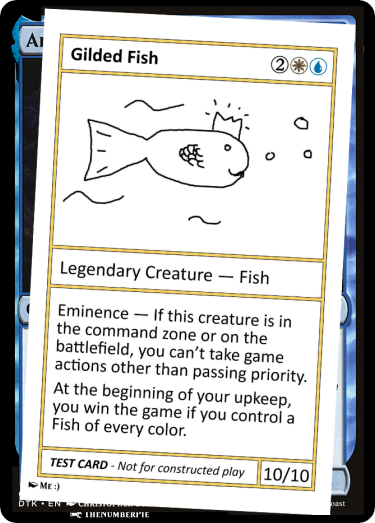 Gilded Fish 2
Legendary Creature — Fish
Eminence — If this creature is in
the command zone or on the
battlefield, you can't take game
actions other than passing priority.
At the beginning of your upkeep,
you win the game if you control a
Fish of every color.
TEST CARD - Not for constructed play
10/10
ME :)
DTK • EN
THENUMBERPIE